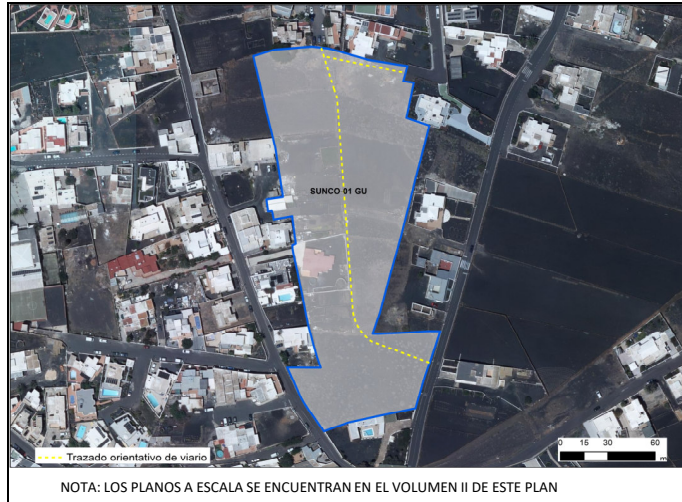 SUNCO 01 GU
Trazado orientativo de viario
0 15 30 60
m
NOTA: LOS PLANOS A ESCALA SE ENCUENTRAN EN EL VOLUMEN II DE ESTE PLAN